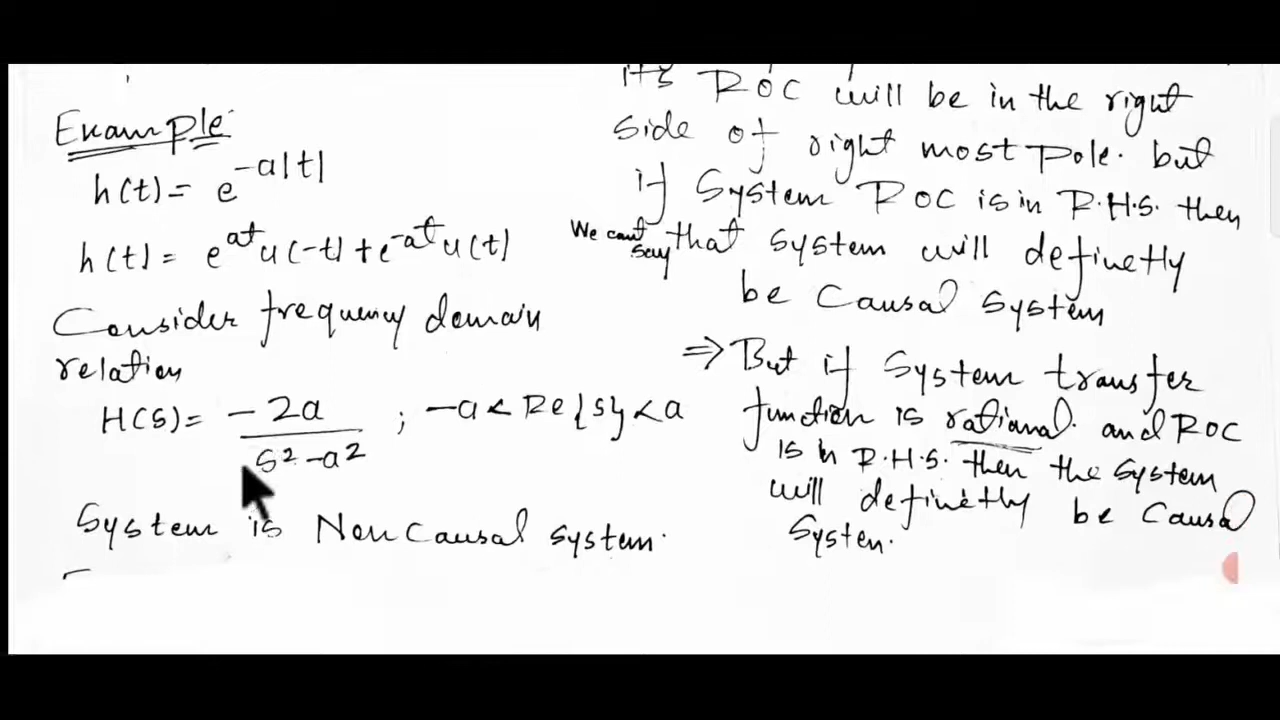 Example
h(t) = e^-a|t|
h(t) = e^at u(-t) + e^-at u(t)
Consider frequency domain
relation
H(s) = -2a / s² - a² ; -a < Re{s} < a
System is Non Causal system.
its ROC will be in the right
side of right most pole. but
if System ROC is in R.H.S. then
We can't say that system will definetly
be Causal System
⇒ But if System transfer
function is rational. and ROC
is in R.H.S. then the system
will definetly be Causal
System.